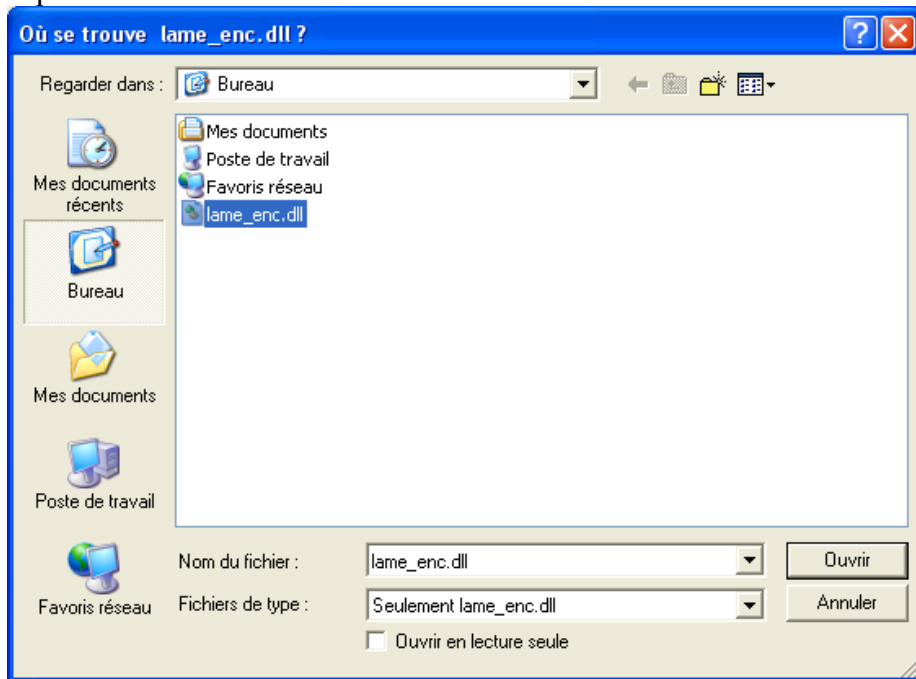 Où se trouve lame_enc.dll ?
Regarder dans :
Bureau
Mes documents récents
Bureau
Mes documents
Poste de travail
Favoris réseau
Mes documents
Poste de travail
Favoris réseau
lame_enc.dll
Nom du fichier :
lame_enc.dll
Ouvrir
Fichiers de type :
Seulement lame_enc.dll
Annuler
Ouvrir en lecture seule